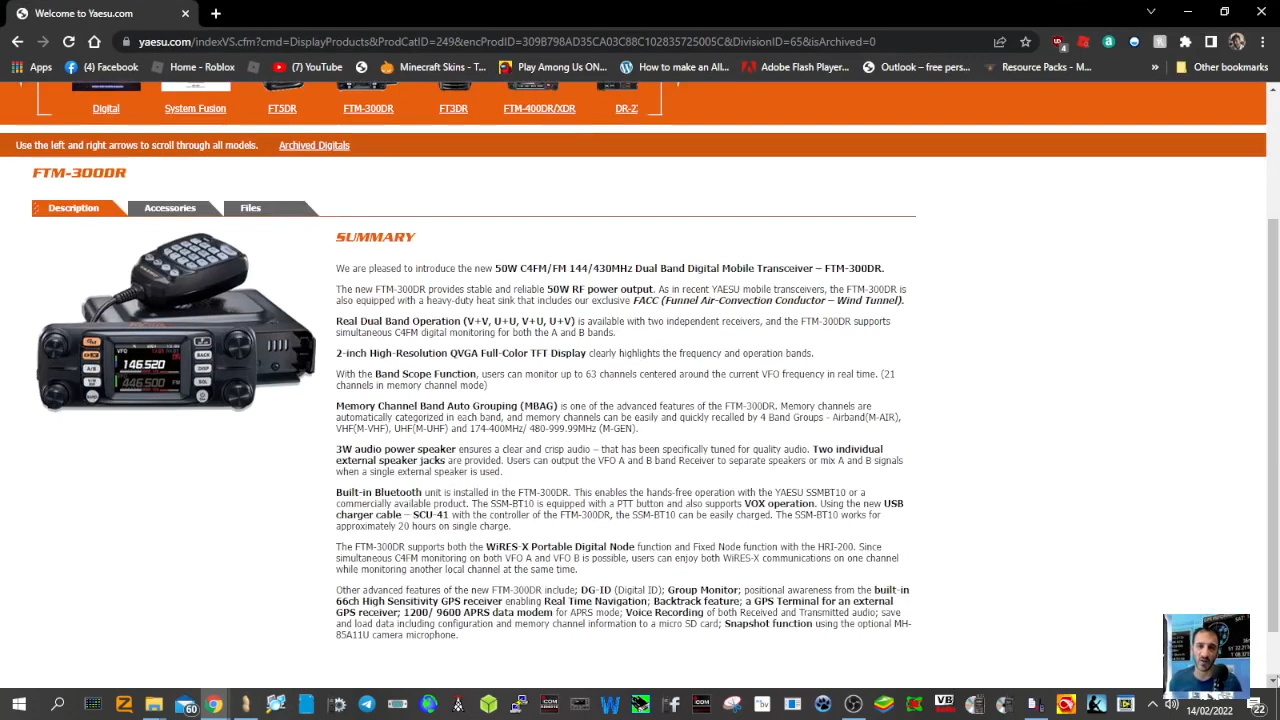 Welcome to Yaesu.com
yaesu.com/indexVS.cfm?cmd=DisplayProducts&ProdCatID=249&encProdID=309B798AD35CA03C88C102835725005C&DivisionID=65&isArchived=0
4
Apps (4) Facebook Home - Roblox (7) YouTube Minecraft Skins - T... Play Among Us ON... How to make an All... Adobe Flash Player... Outlook – free pers... Resource Packs - M... Other bookmarks
Digital System Fusion FT5DR FTM-300DR FT3DR FTM-400DR/XDR DR-2
Use the left and right arrows to scroll through all models. Archived Digitals
FTM-300DR
Description Accessories Files
SUMMARY
We are pleased to introduce the new 50W C4FM/FM 144/430MHz Dual Band Digital Mobile Transceiver – FTM-300DR.
The new FTM-300DR provides stable and reliable 50W RF power output. As in recent YAESU mobile transceivers, the FTM-300DR is
also equipped with a heavy-duty heat sink that includes our exclusive FACC (Funnel Air-Convection Conductor – Wind Tunnel).
Real Dual Band Operation (V+V, U+U, V+U, U+V) is available with two independent receivers, and the FTM-300DR supports
simultaneous C4FM digital monitoring for both the A and B bands.
2-inch High-Resolution QVGA Full-Color TFT Display clearly highlights the frequency and operation bands.
With the Band Scope Function, users can monitor up to 63 channels centered around the current VFO frequency in real time. (21
channels in memory channel mode)
Memory Channel Band Auto Grouping (MBAG) is one of the advanced features of the FTM-300DR. Memory channels are
automatically categorized in each band, and memory channels can be easily and quickly recalled by 4 Band Groups - Airband(M-AIR),
VHF(M-VHF), UHF(M-UHF) and 174-400MHz/ 480-999.99MHz (M-GEN).
3W audio power speaker ensures a clear and crisp audio – that has been specifically tuned for quality audio. Two individual
external speaker jacks are provided. Users can output the VFO A and B band Receiver to separate speakers or mix A and B signals
when a single external speaker is used.
Built-in Bluetooth unit is installed in the FTM-300DR. This enables the hands-free operation with the YAESU SSMBT10 or a
commercially available product. The SSM-BT10 is equipped with a PTT button and also supports VOX operation. Using the new USB
charger cable – SCU-41 with the controller of the FTM-300DR, the SSM-BT10 can be easily charged. The SSM-BT10 works for
approximately 20 hours on single charge.
The FTM-300DR supports both the WiRES-X Portable Digital Node function and Fixed Node function with the HRI-200. Since
simultaneous C4FM monitoring on both VFO A and VFO B is possible, users can enjoy both WiRES-X communications on one channel
while monitoring another local channel at the same time.
Other advanced features of the new FTM-300DR include; DG-ID (Digital ID); Group Monitor; positional awareness from the built-in
66ch High Sensitivity GPS receiver enabling Real Time Navigation; Backtrack feature; a GPS Terminal for an external
GPS receiver; 1200/ 9600 APRS data modem for APRS mode; Voice Recording of both Received and Transmitted audio; save
and load data including configuration and memory channel information to a micro SD card; Snapshot function using the optional MH-
85A11U camera microphone.
VFO
146.520
446.500 FM
A/B
BACK
DISP
SQL
60
14/02/2022
22